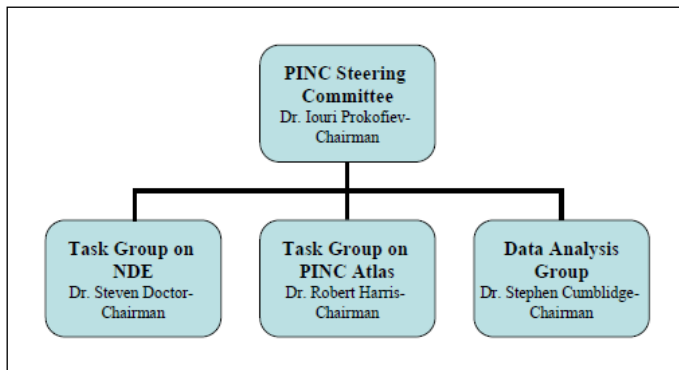 PINC Steering
Committee
Dr. Iouri Prokofiev-
Chairman
Task Group on
NDE
Dr. Steven Doctor-
Chairman
Task Group on
PINC Atlas
Dr. Robert Harris-
Chairman
Data Analysis
Group
Dr. Stephen Cumblidge-
Chairman